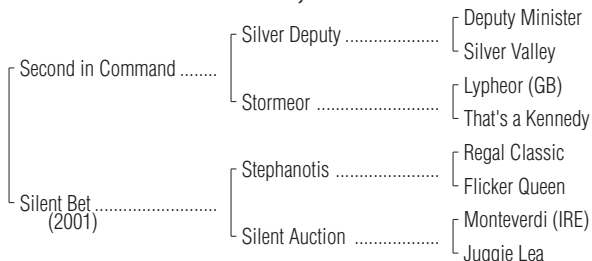 Deputy Minister
Silver Deputy ....................
Silver Valley
Second in Command ........
Lypheor (GB)
Stormeor ..........................
That's a Kennedy
Regal Classic
Stephanotis ......................
Flicker Queen
Silent Bet ..........................
(2001)
Monteverdi (IRE)
Silent Auction ..................
Juggie Lea